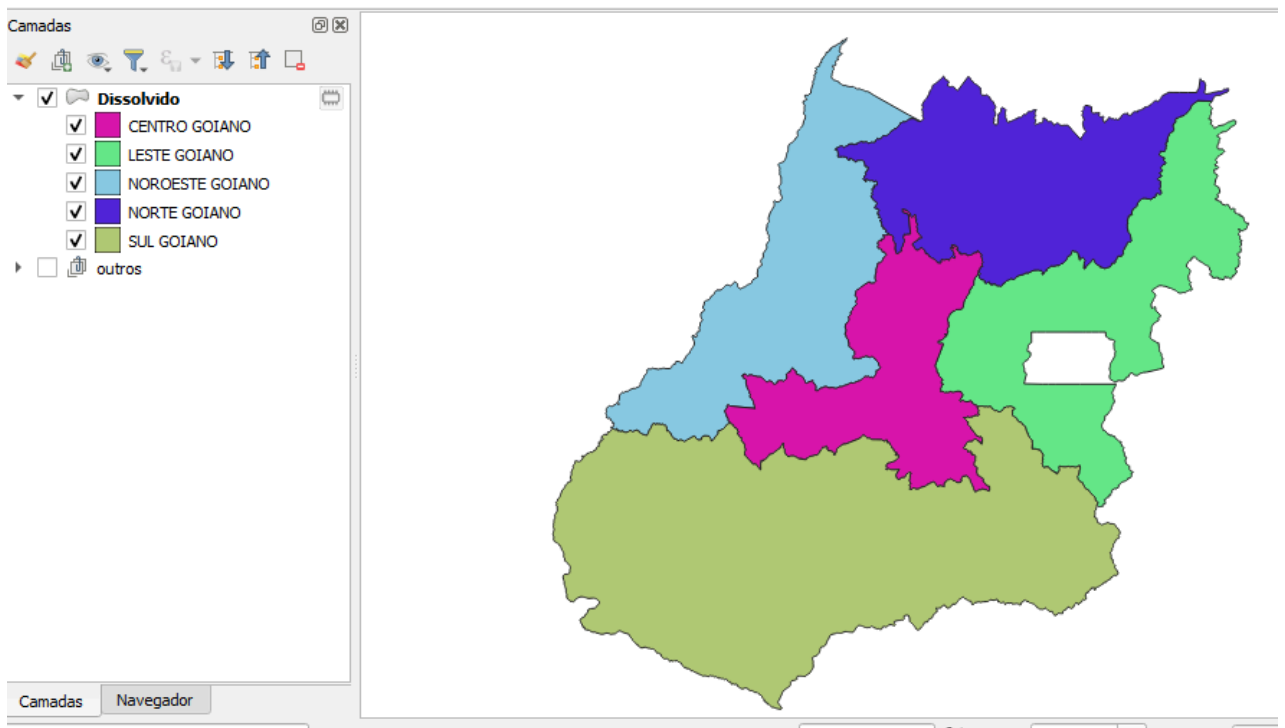 Camadas
Dissolvido
CENTRO GOIANO
LESTE GOIANO
NOROESTE GOIANO
NORTE GOIANO
SUL GOIANO
outros
Camadas
Navegador